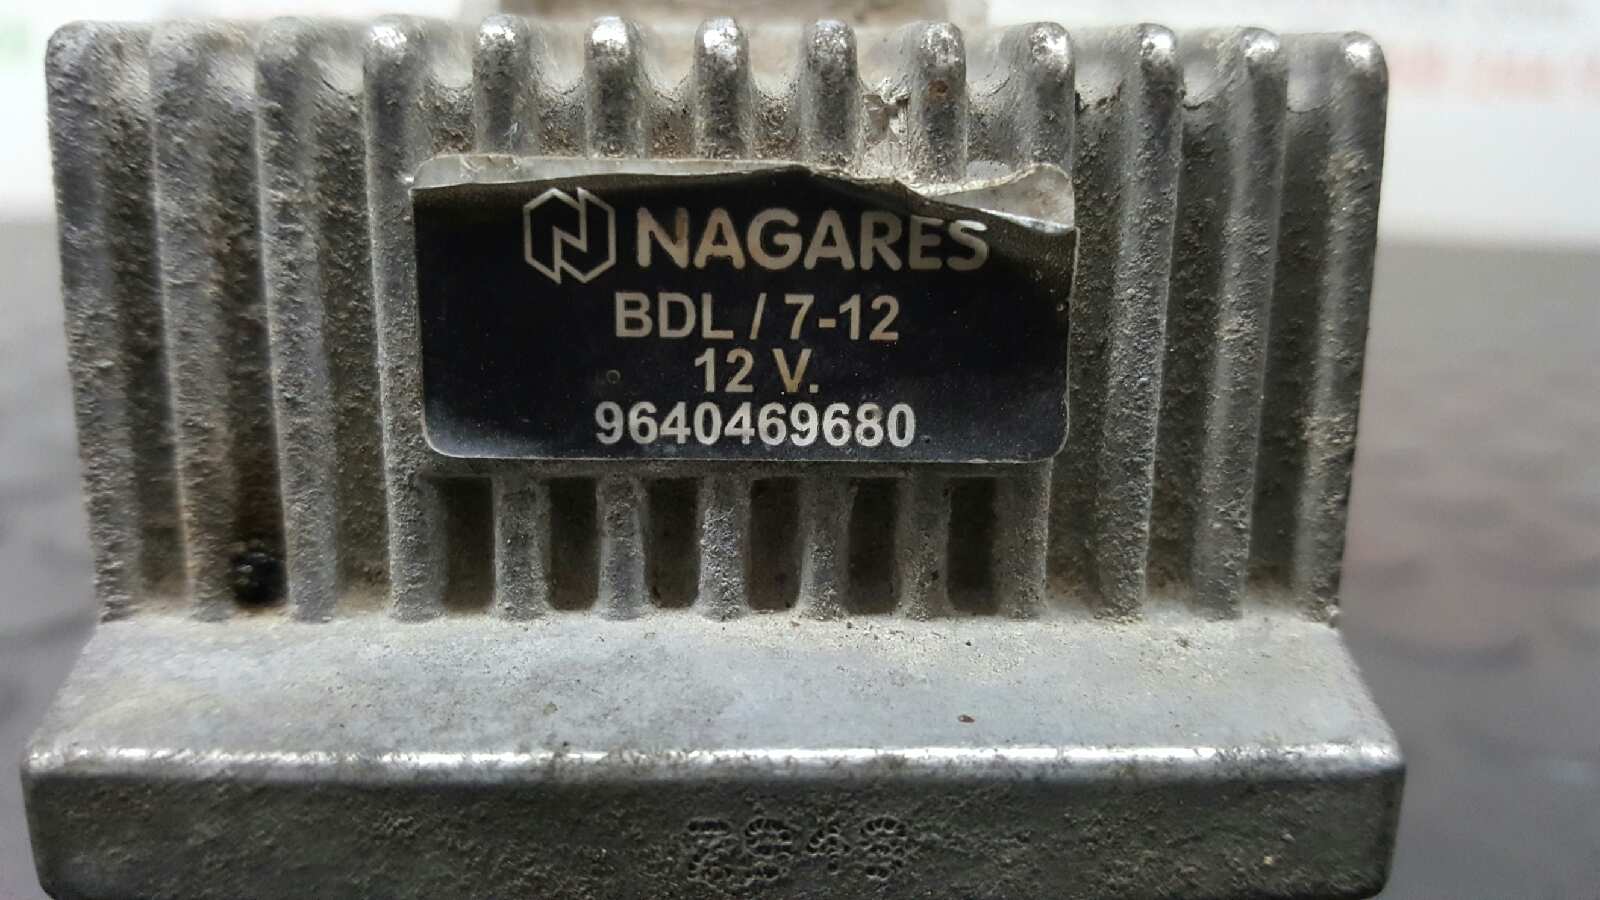 NAGARES
BDL / 7-12
12 V.
9640469680